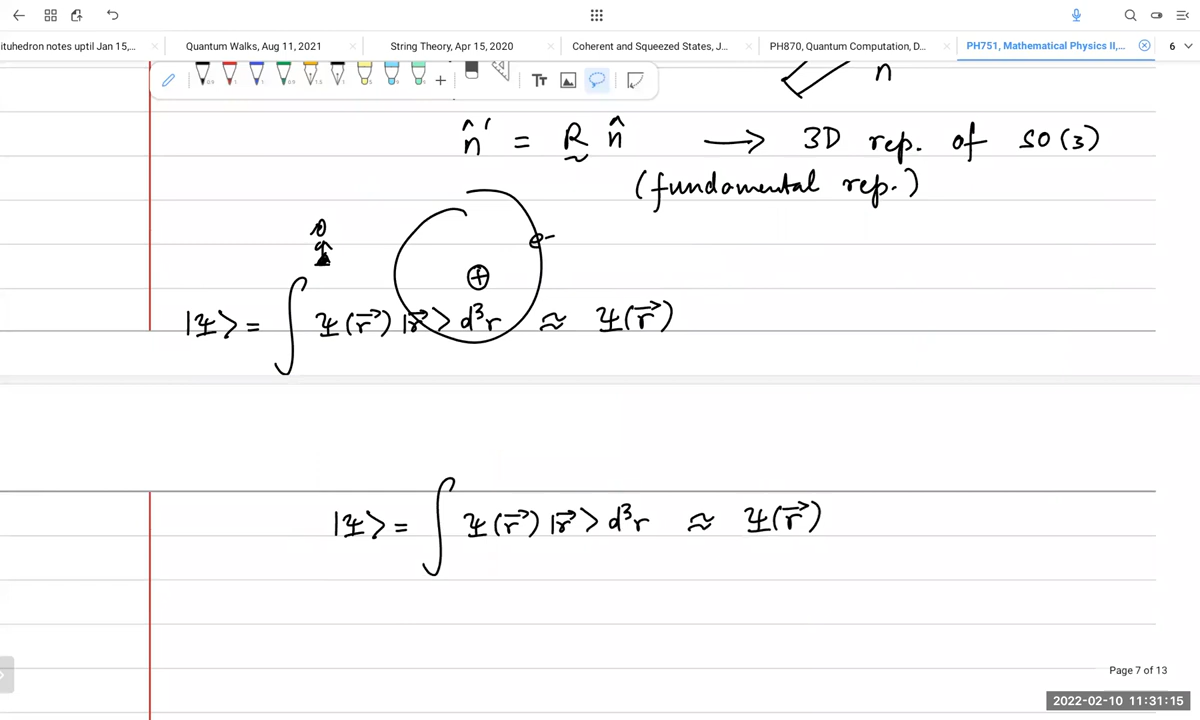 ituhedron notes uptil Jan 15,... Quantum Walks, Aug 11, 2021 String Theory, Apr 15, 2020 Coherent and Squeezed States, J... PH870, Quantum Computation, D... PH751, Mathematical Physics II,... 6
Tт
n
n̂' = R̰ n̂ → 3D rep. of SO(3)
(fundamental rep.)
e-
+
|Ψ> = ∫ Ψ(r⃗) |r⃗> d³r ≈ Ψ(r⃗)
|Ψ> = ∫ Ψ(r⃗) |r⃗> d³r ≈ Ψ(r⃗)
Page 7 of 13
2022-02-10 11:31:15